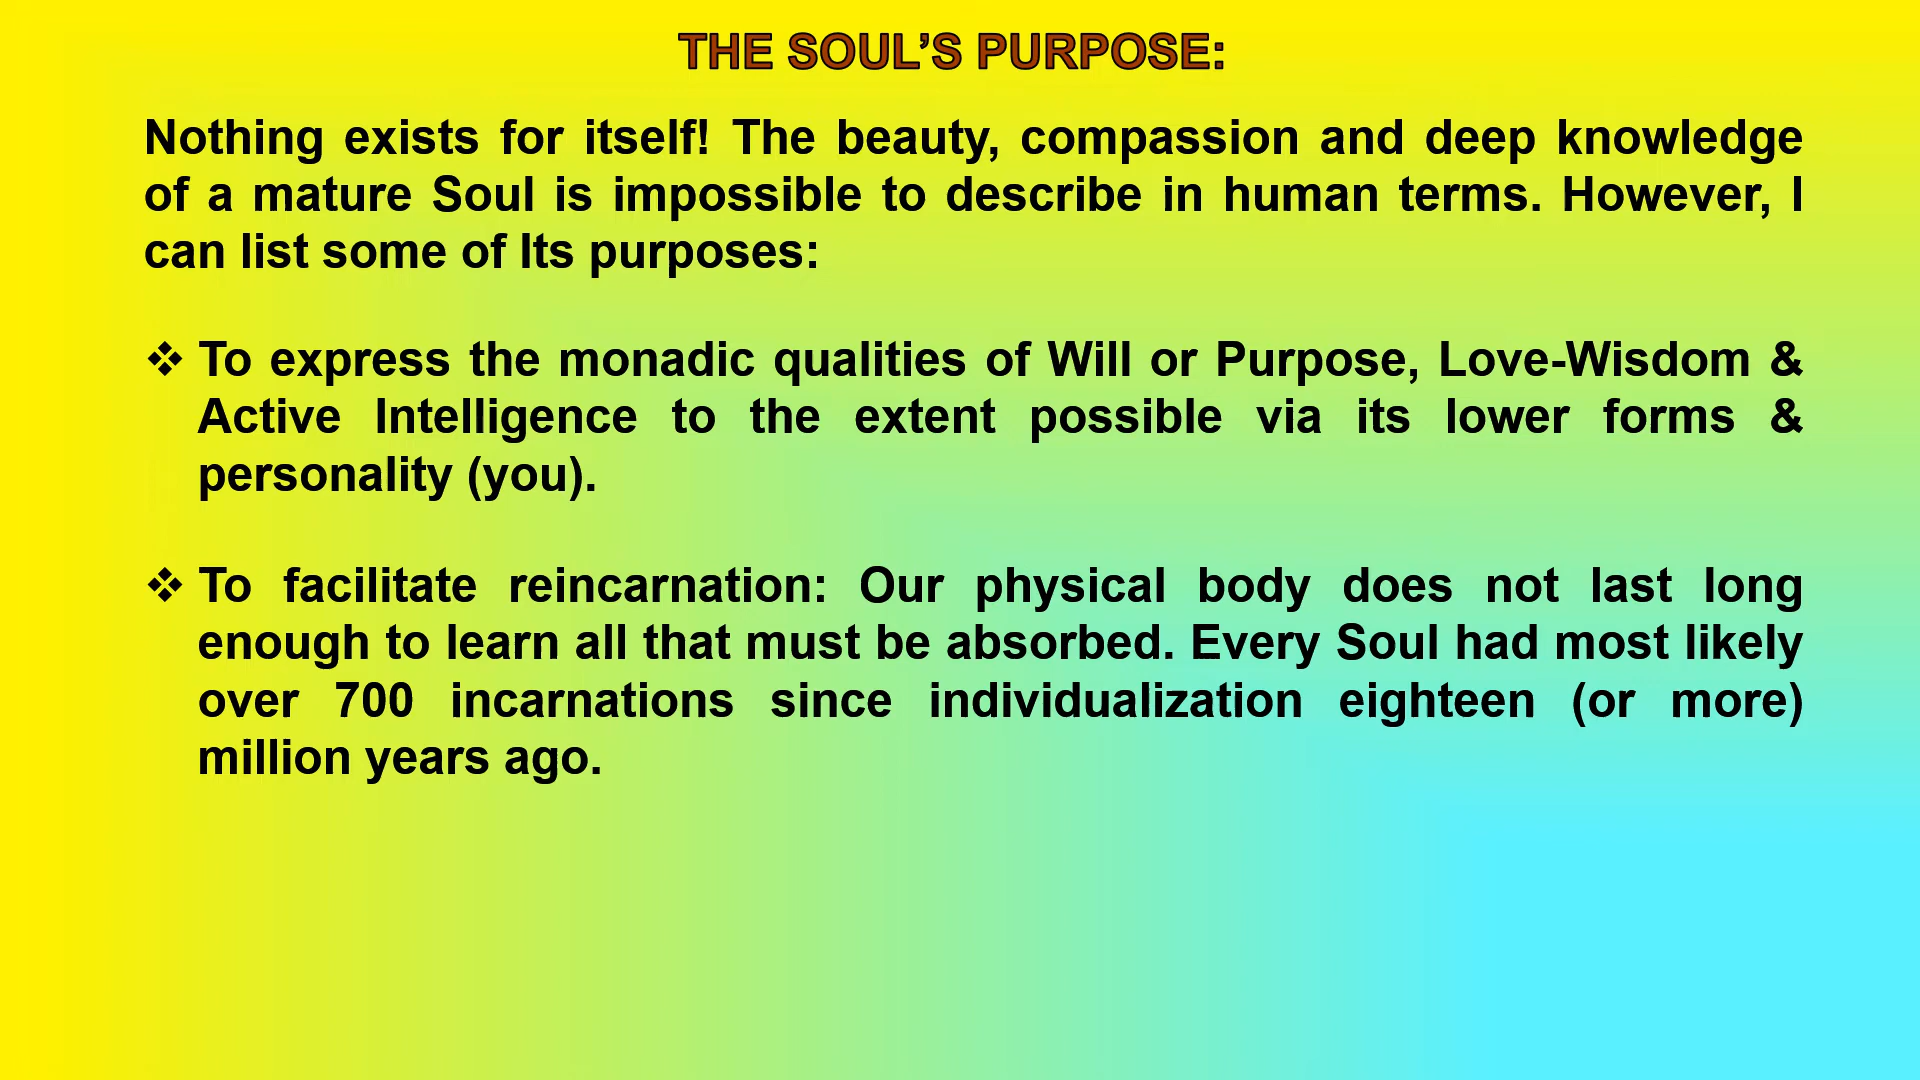 THE SOUL’S PURPOSE:
Nothing exists for itself! The beauty, compassion and deep knowledge
of a mature Soul is impossible to describe in human terms. However, I
can list some of Its purposes:
❖ To express the monadic qualities of Will or Purpose, Love-Wisdom &
Active Intelligence to the extent possible via its lower forms &
personality (you).
❖ To facilitate reincarnation: Our physical body does not last long
enough to learn all that must be absorbed. Every Soul had most likely
over 700 incarnations since individualization eighteen (or more)
million years ago.